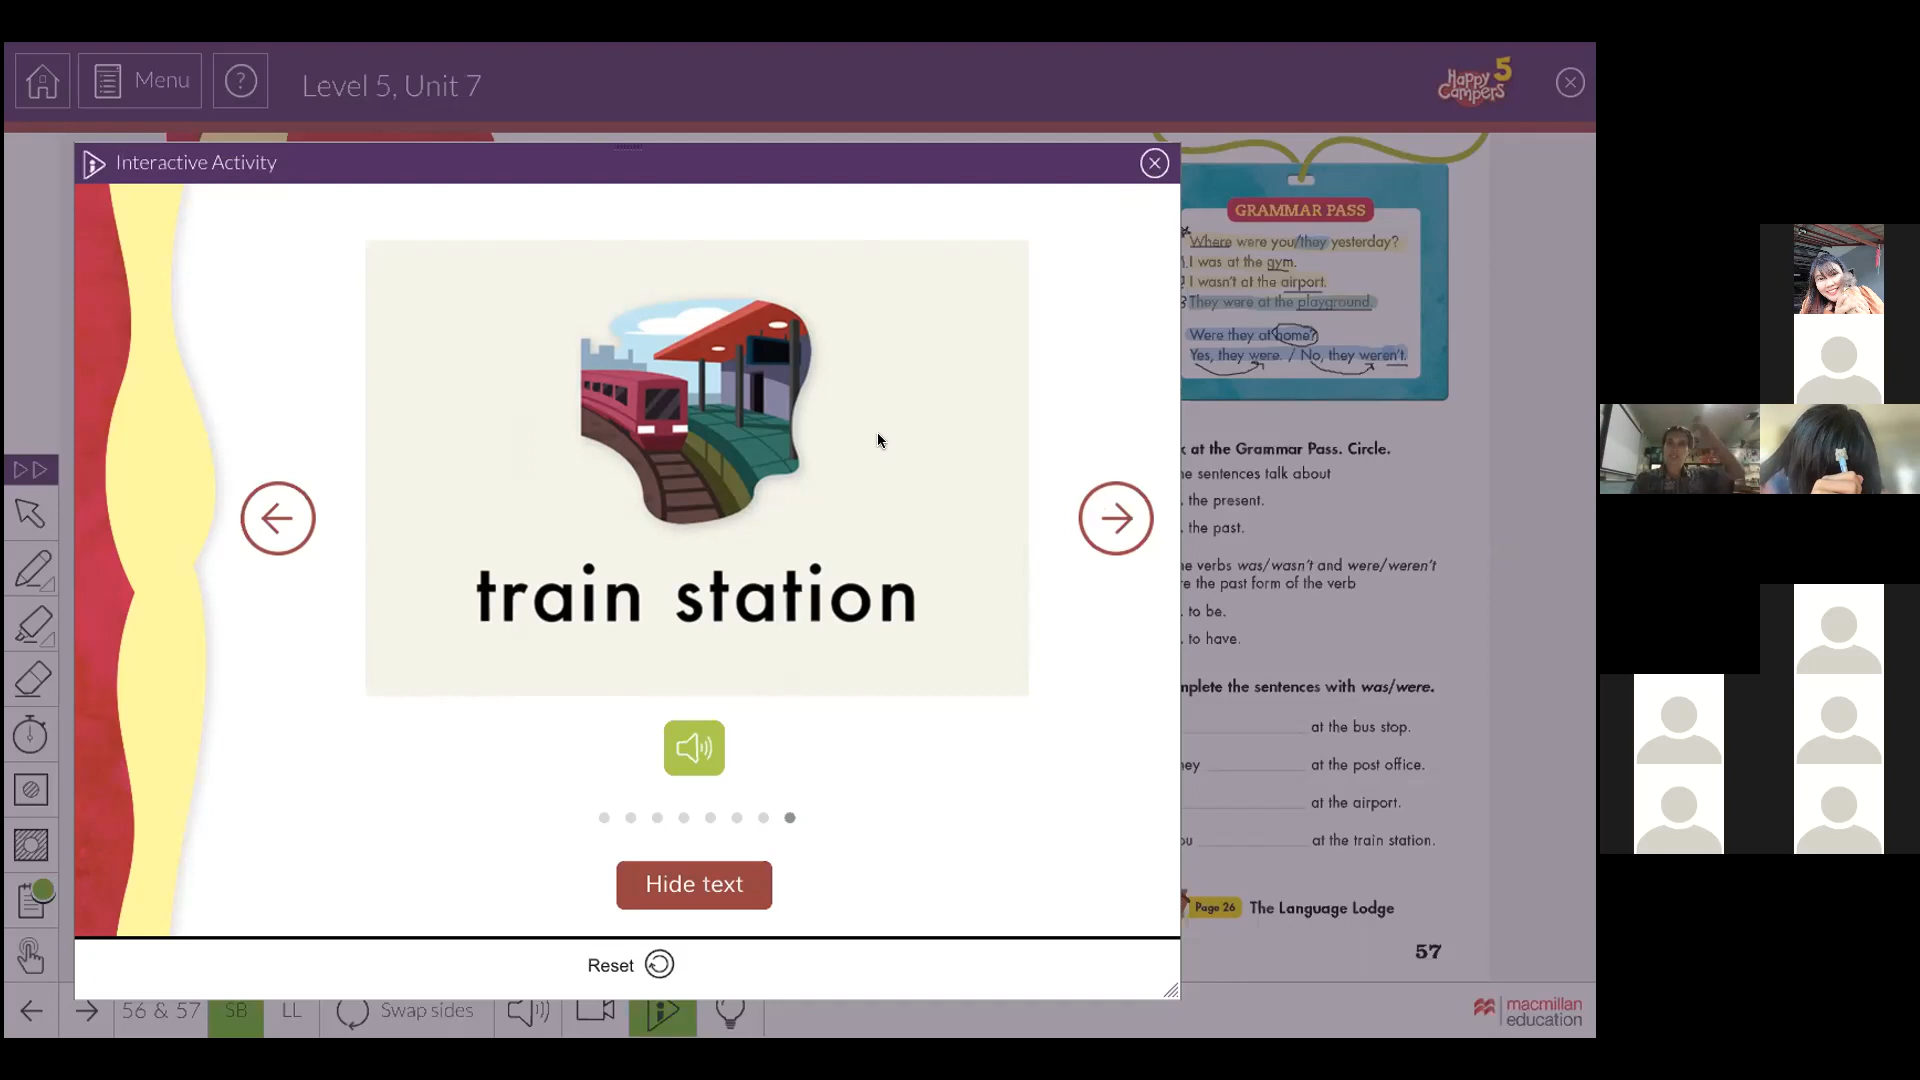 Menu
?
Level 5, Unit 7
Happy Campers 5
Interactive Activity
train station
Hide text
Reset
GRAMMAR PASS
Where were you/they yesterday?
I was at the gym.
I wasn't at the airport.
They were at the playground.
Were they at home?
Yes, they were. / No, they weren't.
at the Grammar Pass. Circle.
sentences talk about
the present.
the past.
verbs was/wasn't and were/weren't
the past form of the verb
to be.
to have.
the sentences with was/were.
at the bus stop.
at the post office.
at the airport.
at the train station.
Page 26 The Language Lodge
57
56 & 57 SB LL Swap sides
macmillan
education